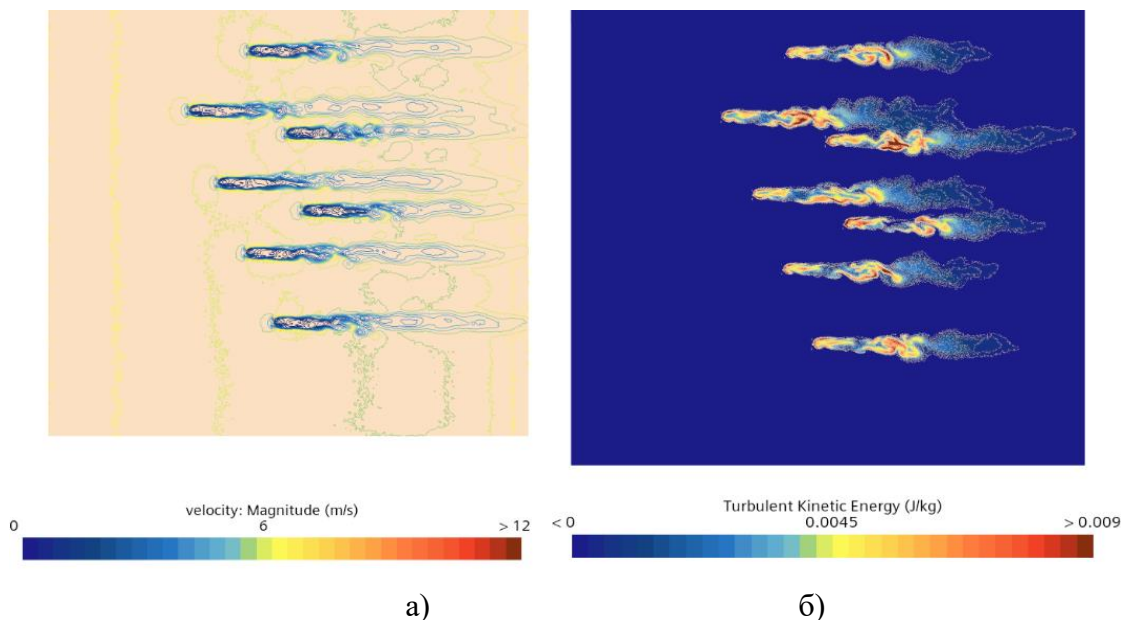 velocity: Magnitude (m/s)
0 6 > 12
Turbulent Kinetic Energy (J/kg)
< 0 0.0045 > 0.009
а) б)